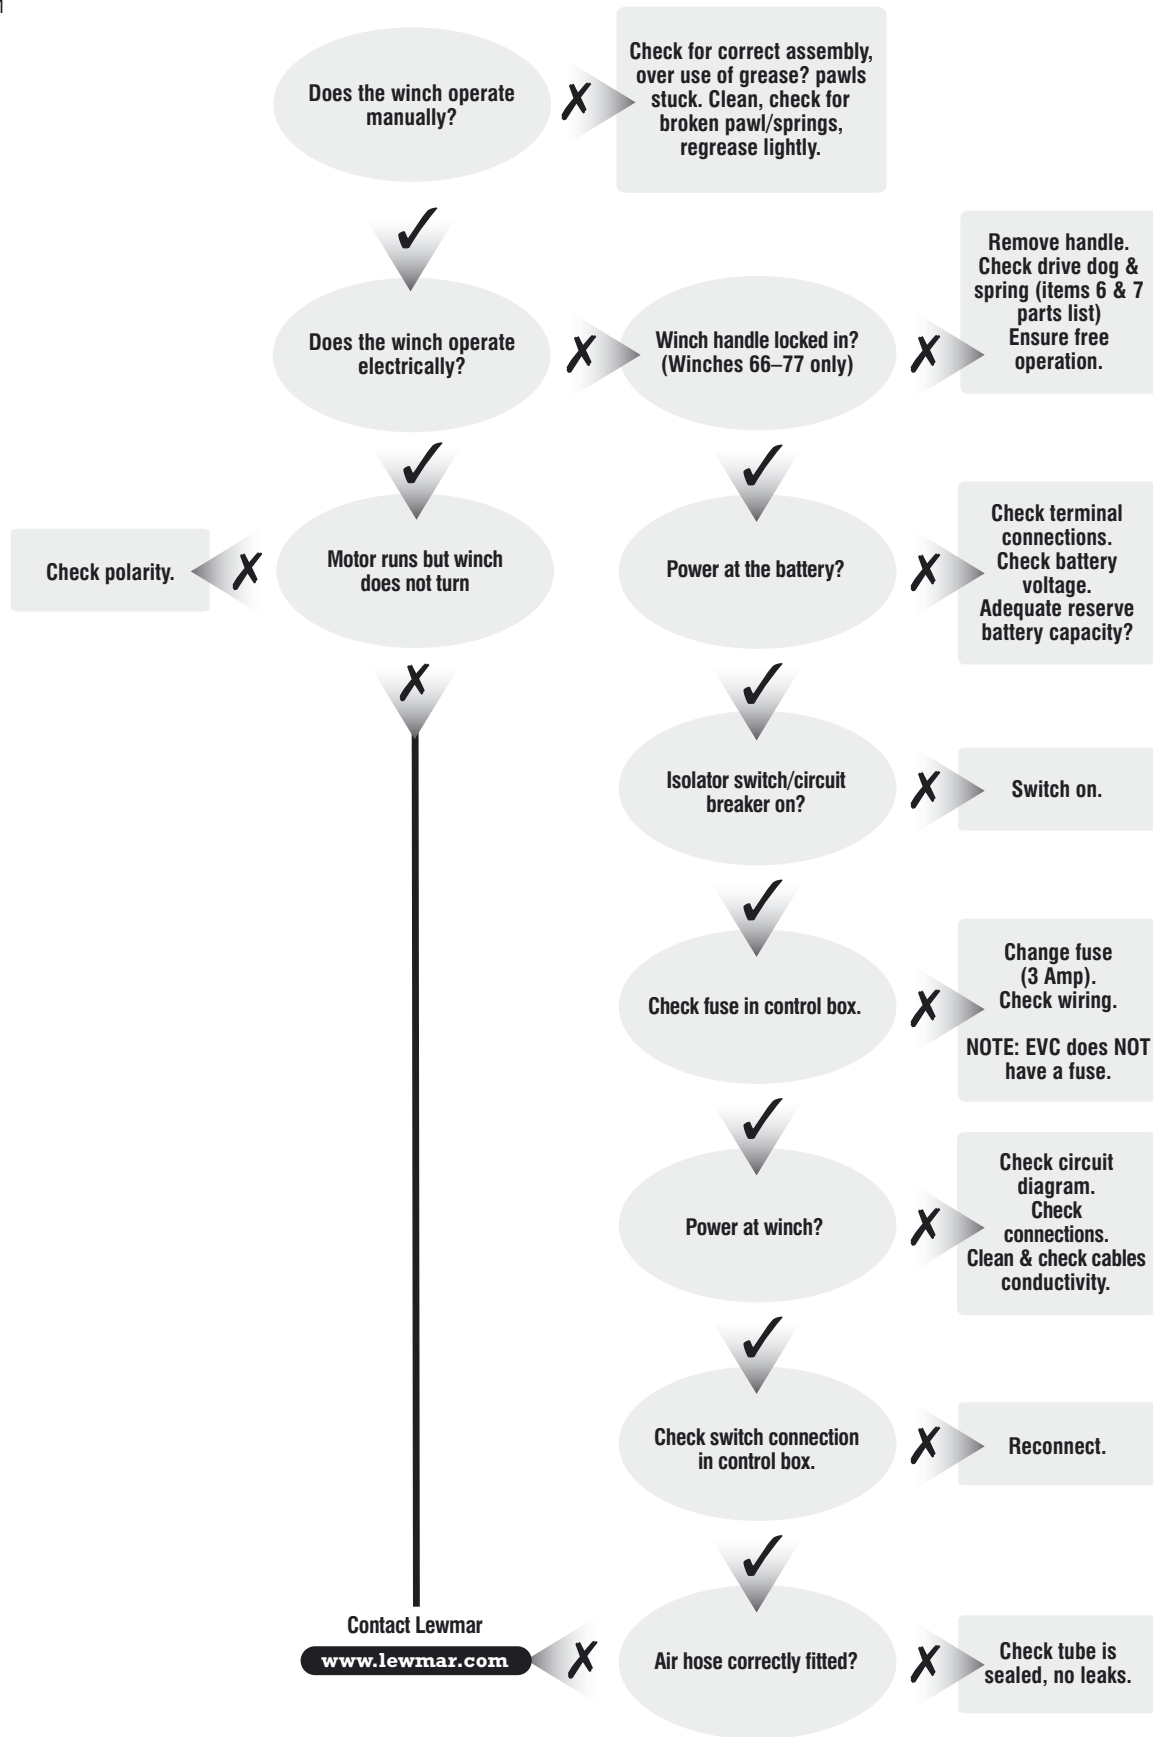 Does the winch operate
manually?
Check for correct assembly,
over use of grease? pawls
stuck. Clean, check for
broken pawl/springs,
regrease lightly.
Does the winch operate
electrically?
Winch handle locked in?
(Winches 66–77 only)
Remove handle.
Check drive dog &
spring (items 6 & 7
parts list)
Ensure free
operation.
Check polarity.
Motor runs but winch
does not turn
Power at the battery?
Check terminal
connections.
Check battery
voltage.
Adequate reserve
battery capacity?
Isolator switch/circuit
breaker on?
Switch on.
Check fuse in control box.
Change fuse
(3 Amp).
Check wiring.
NOTE: EVC does NOT
have a fuse.
Power at winch?
Check circuit
diagram.
Check
connections.
Clean & check cables
conductivity.
Check switch connection
in control box.
Reconnect.
Contact Lewmar
www.lewmar.com
Air hose correctly fitted?
Check tube is
sealed, no leaks.